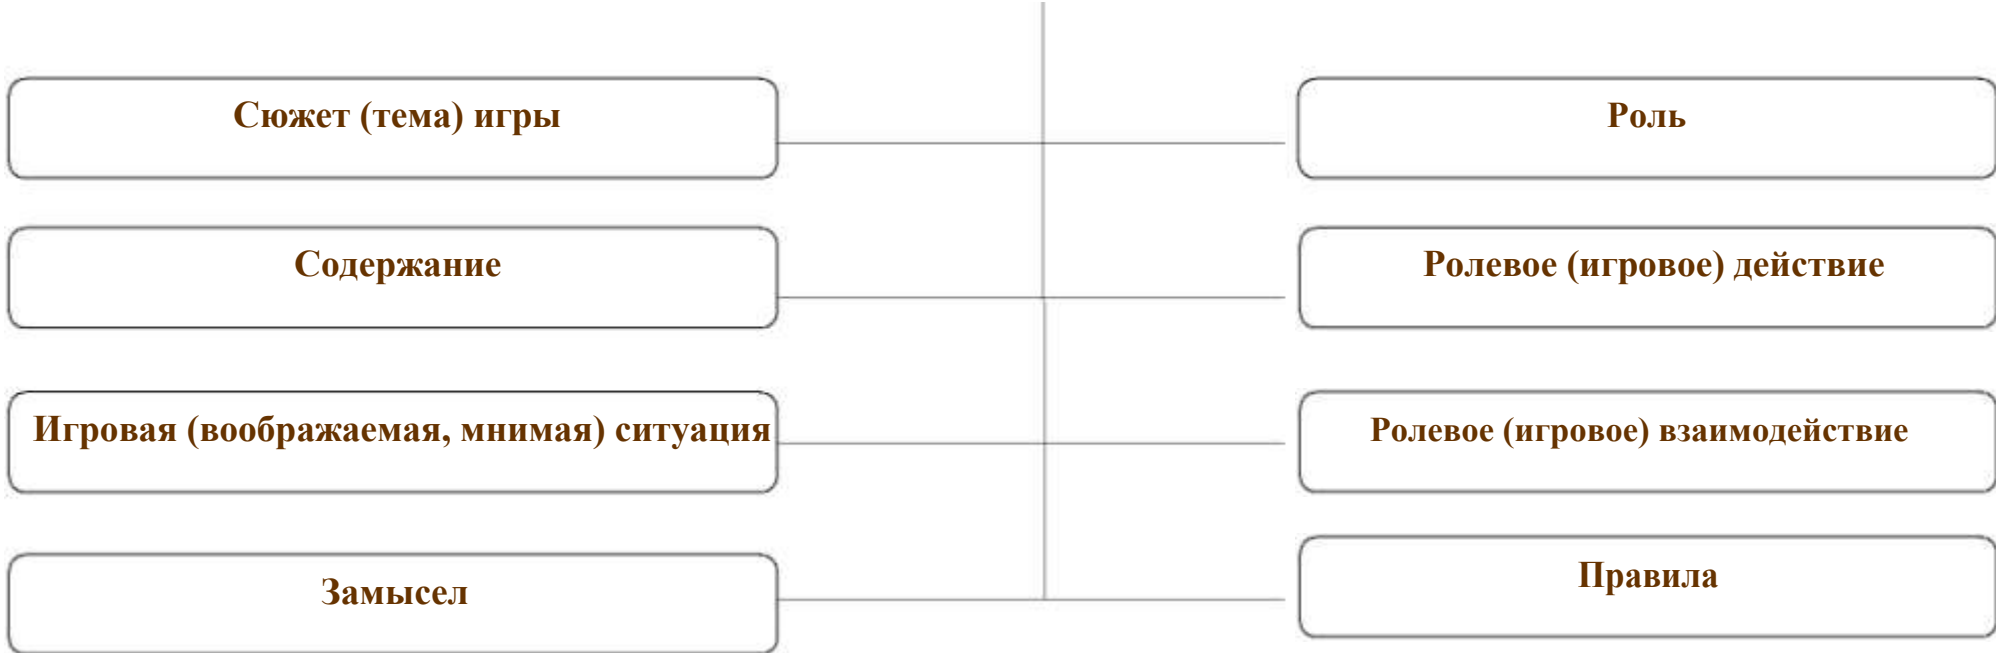 Сюжет (тема) игры
Роль
Содержание
Ролевое (игровое) действие
Игровая (воображаемая, мнимая) ситуация
Ролевое (игровое) взаимодействие
Замысел
Правила